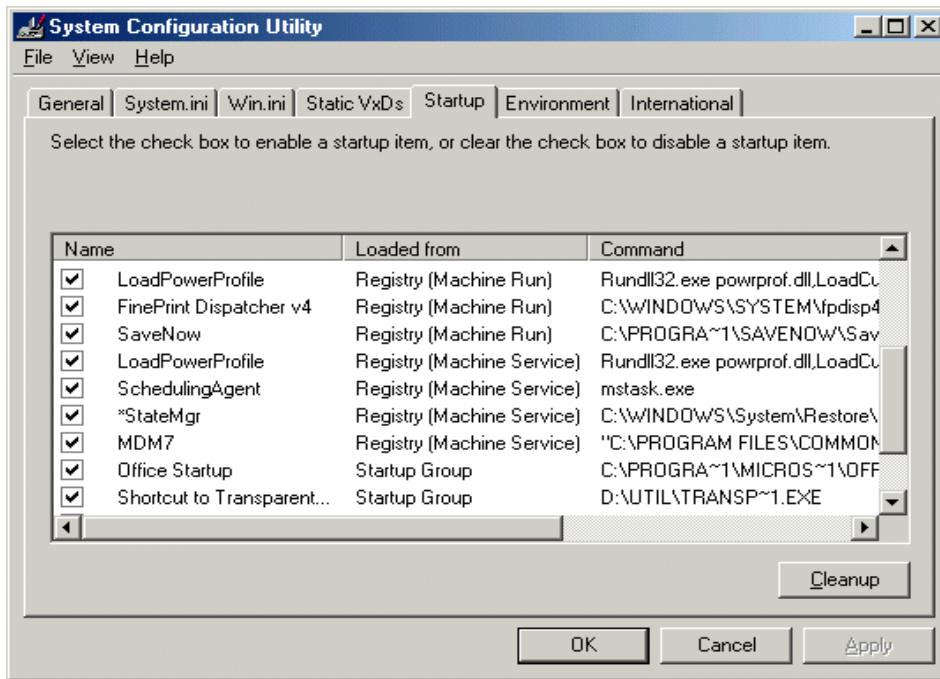 System Configuration Utility
File View Help
General System.ini Win.ini Static VxDs Startup Environment International
Select the check box to enable a startup item, or clear the check box to disable a startup item.
Name Loaded from Command
LoadPowerProfile Registry (Machine Run) Rundll32.exe powrprof.dll,LoadCu
FinePrint Dispatcher v4 Registry (Machine Run) C:\WINDOWS\SYSTEM\fpdisp4
SaveNow Registry (Machine Run) C:\PROGRA~1\SAVENOW\Sav
LoadPowerProfile Registry (Machine Service) Rundll32.exe powrprof.dll,LoadCu
SchedulingAgent Registry (Machine Service) mstask.exe
*StateMgr Registry (Machine Service) C:\WINDOWS\System\Restore\
MDM7 Registry (Machine Service) "C:\PROGRAM FILES\COMMON
Office Startup Startup Group C:\PROGRA~1\MICROS~1\OFF
Shortcut to Transparent... Startup Group D:\UTIL\TRANSP~1.EXE
Cleanup
OK Cancel Apply